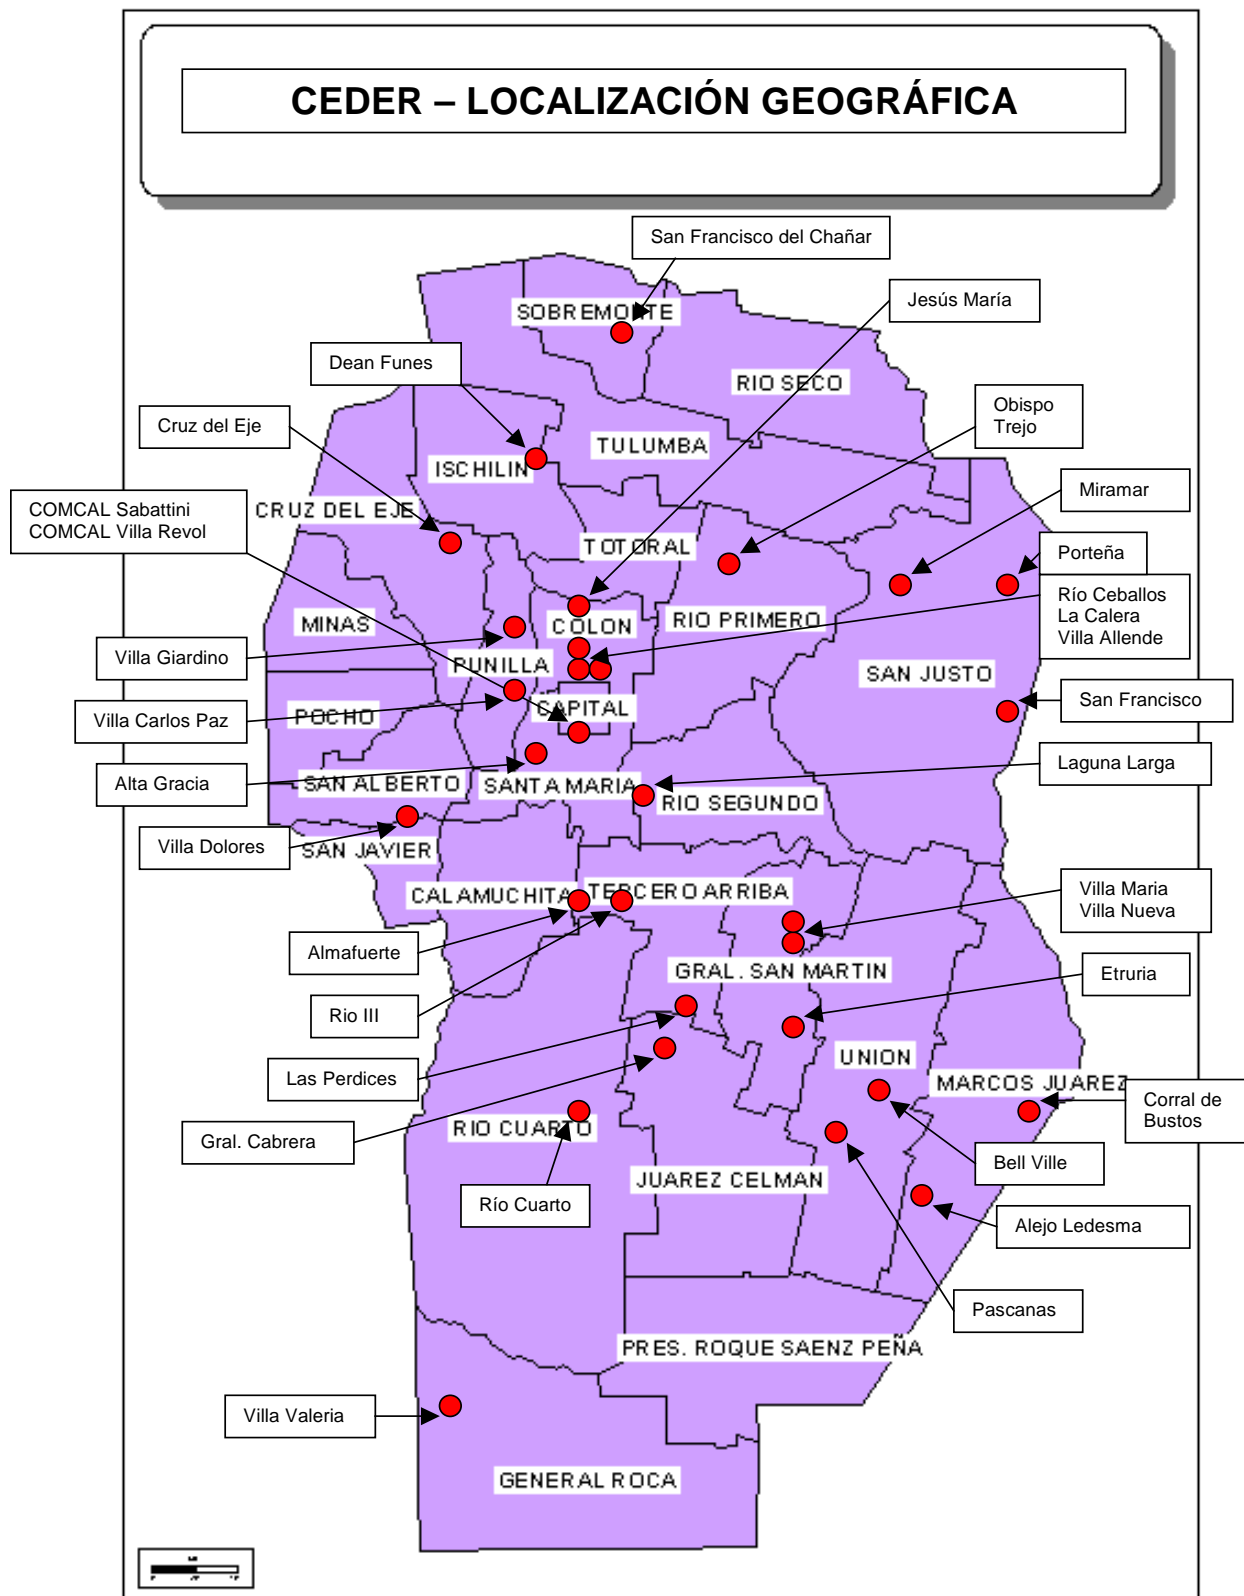 CEDER – LOCALIZACIÓN GEOGRÁFICA
San Francisco del Chañar
Jesús María
SOBREMONTE
Dean Funes
RIO SECO
Obispo
Trejo
Cruz del Eje
TULUMBA
ISCHILIN
Miramar
COMCAL Sabattini
COMCAL Villa Revol
CRUZ DEL EJE
TOTORAL
Porteña
Río Ceballos
La Calera
Villa Allende
MINAS
COLON
RIO PRIMERO
Villa Giardino
PUNILLA
SAN JUSTO
San Francisco
Villa Carlos Paz
POCHO
CAPITAL
Laguna Larga
Alta Gracia
SAN ALBERTO
SANTA MARIA
RIO SEGUNDO
Villa Dolores
SAN JAVIER
CALAMUCHITA
TERCERO ARRIBA
Villa Maria
Villa Nueva
Almafuerte
GRAL. SAN MARTIN
Etruria
Rio III
UNION
Las Perdices
MARCOS JUAREZ
Corral de
Bustos
RIO CUARTO
Gral. Cabrera
Bell Ville
JUAREZ CELMAN
Río Cuarto
Alejo Ledesma
Pascanas
PRES. ROQUE SAENZ PEÑA
Villa Valeria
GENERAL ROCA